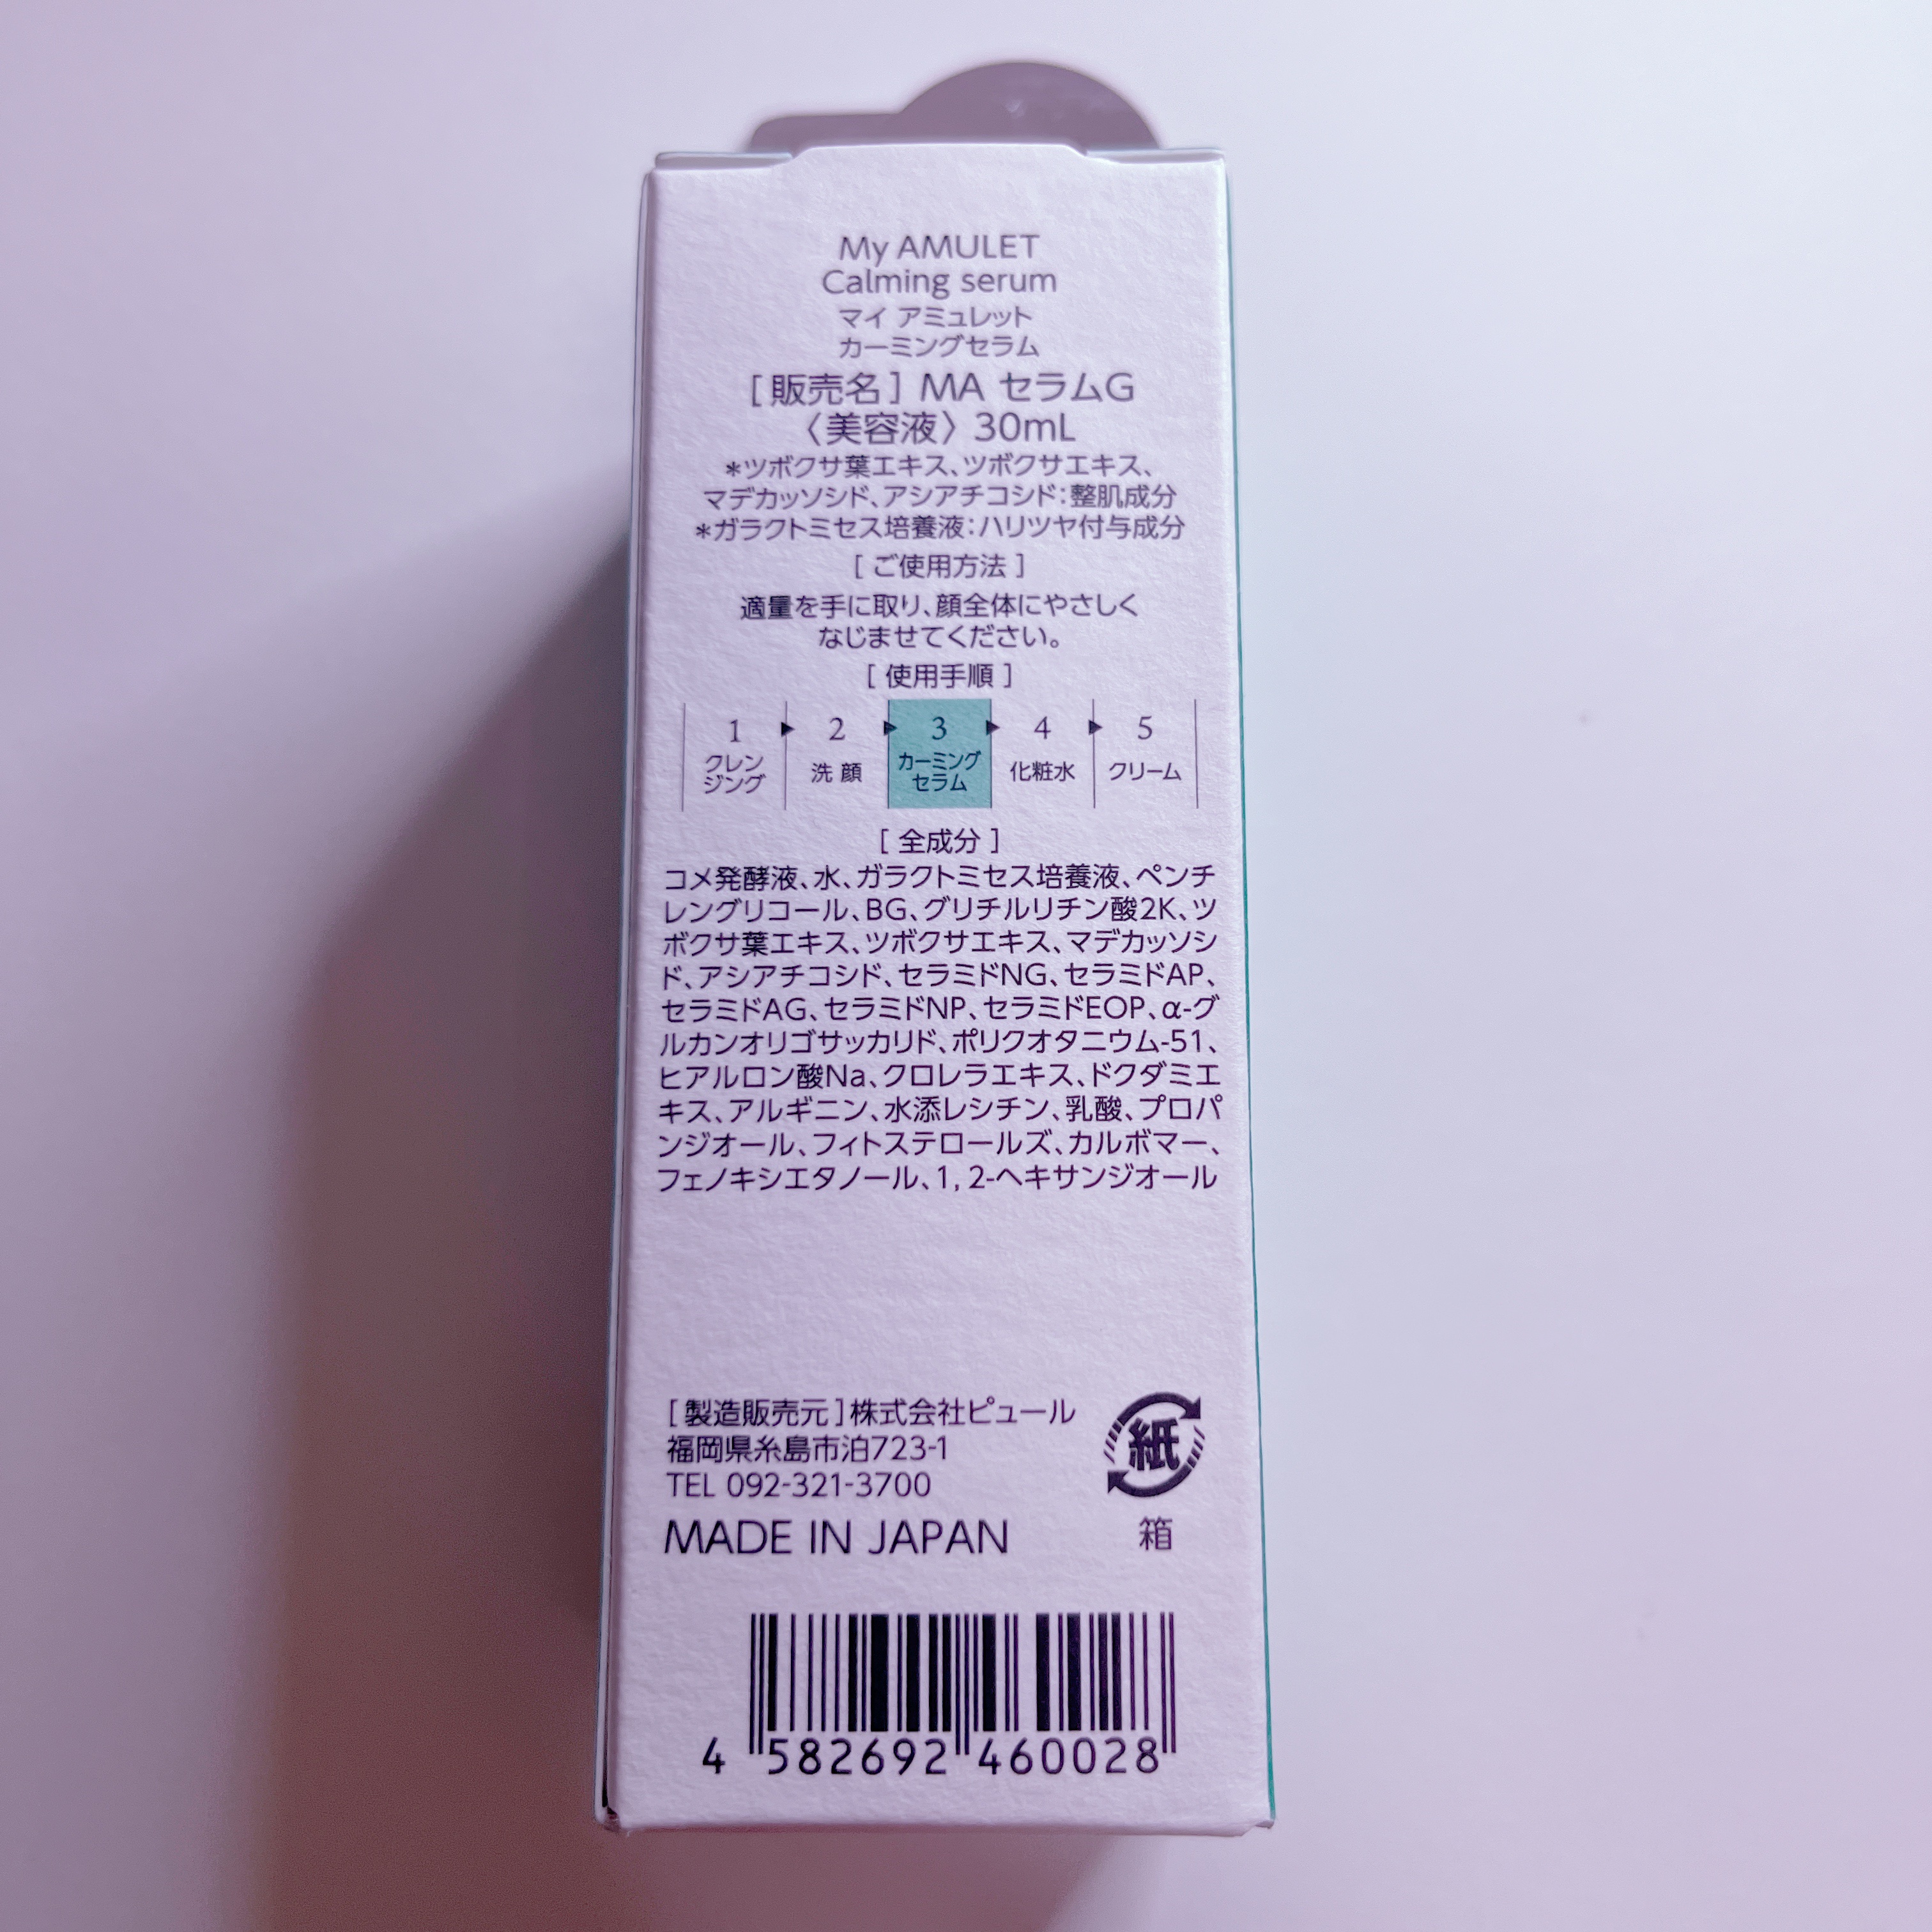 My AMULET
Calming serum
マイ アミュレット
カーミングセラム
[販売名] MA セラムG
〈美容液〉30mL
*ツボクサ葉エキス、ツボクサエキス、
マデカッソシド、アシアチコシド：整肌成分
*ガラクトミセス培養液：ハリツヤ付与成分
[ ご使用方法 ]
適量を手に取り、顔全体にやさしく
なじませてください。
[ 使用手順 ]
1 ▶ 2 ▶ 3 ▶ 4 ▶ 5
クレン
ジング
洗 顔
カーミング
セラム
化粧水
クリーム
[ 全成分 ]
コメ発酵液、水、ガラクトミセス培養液、ペンチ
レングリコール、BG、グリチルリチン酸2K、ツ
ボクサ葉エキス、ツボクサエキス、マデカッソシ
ド、アシアチコシド、セラミドNG、セラミドAP、
セラミドAG、セラミドNP、セラミドEOP、α-グ
ルカンオリゴサッカリド、ポリクオタニウム-51、
ヒアルロン酸Na、クロレラエキス、ドクダミエ
キス、アルギニン、水添レシチン、乳酸、プロパ
ンジオール、フィトステロールズ、カルボマー、
フェノキシエタノール、1,2-ヘキサンジオール
[製造販売元]株式会社ピュール
福岡県糸島市泊723-1
TEL 092-321-3700
MADE IN JAPAN
紙
箱
4 582692 460028